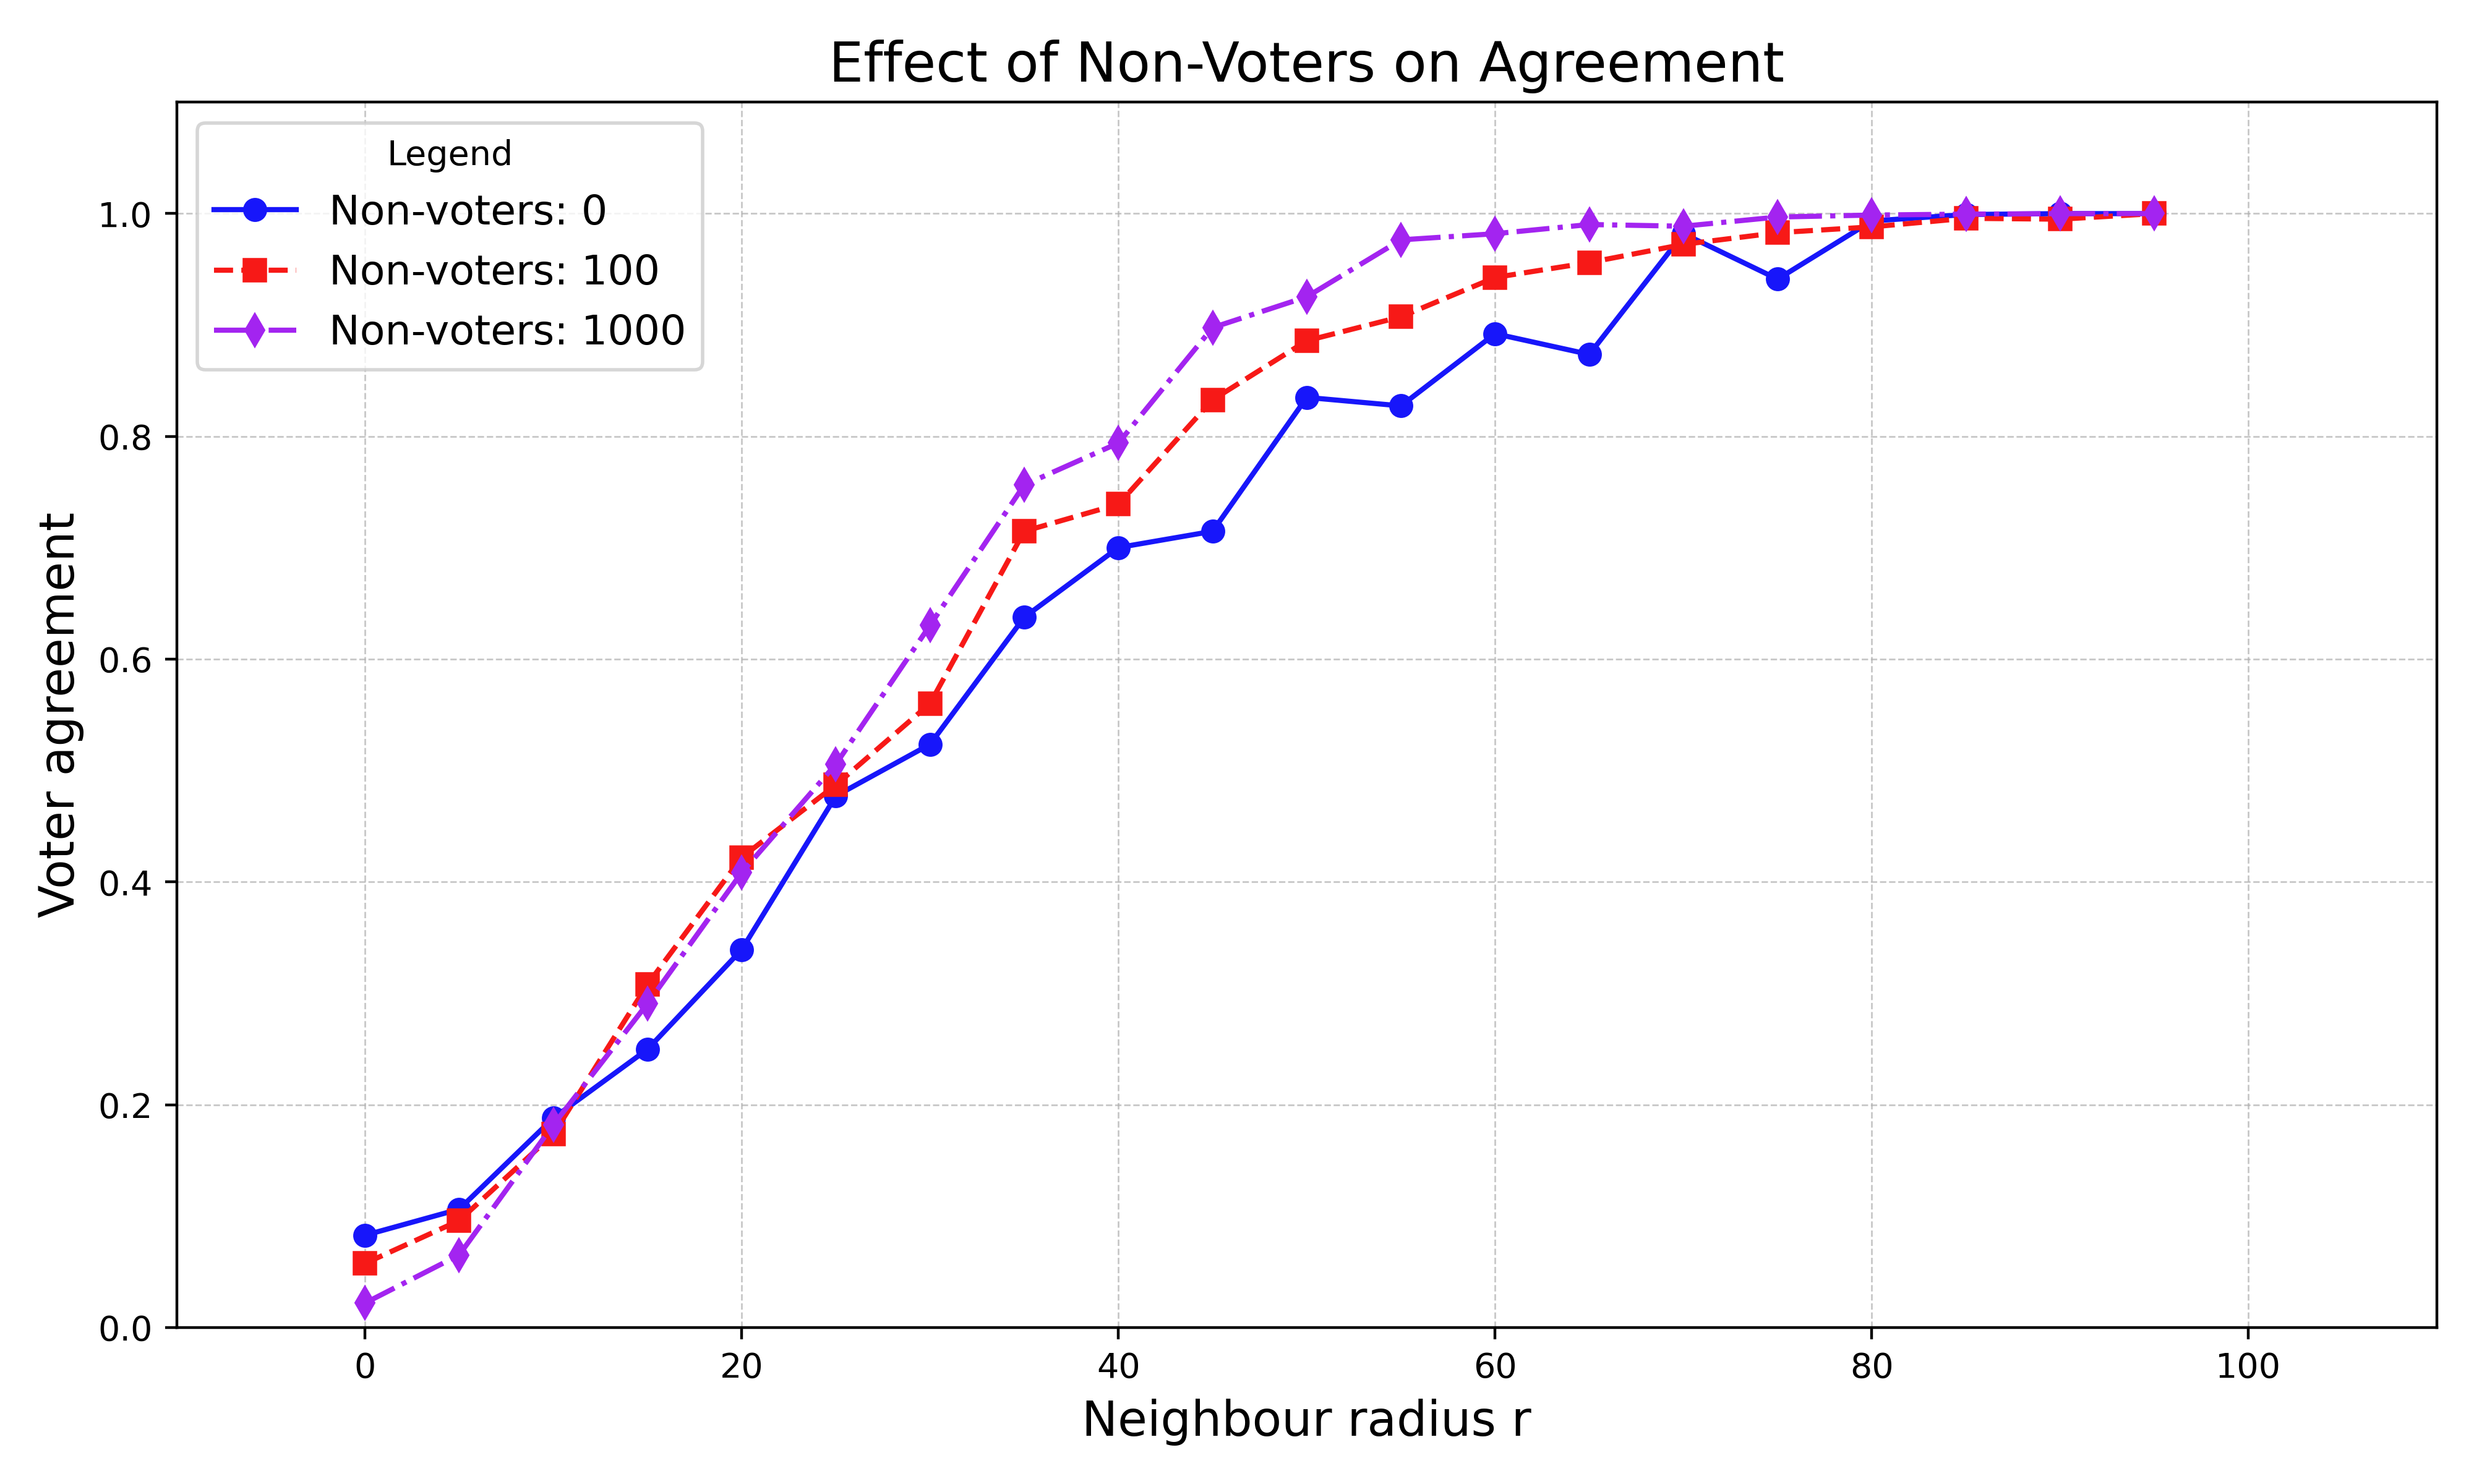 Effect of Non-Voters on Agreement
Legend
Non-voters: 0
Non-voters: 100
Non-voters: 1000
Voter agreement
1.0
0.8
0.6
0.4
0.2
0.0
0 20 40 60 80 100
Neighbour radius r